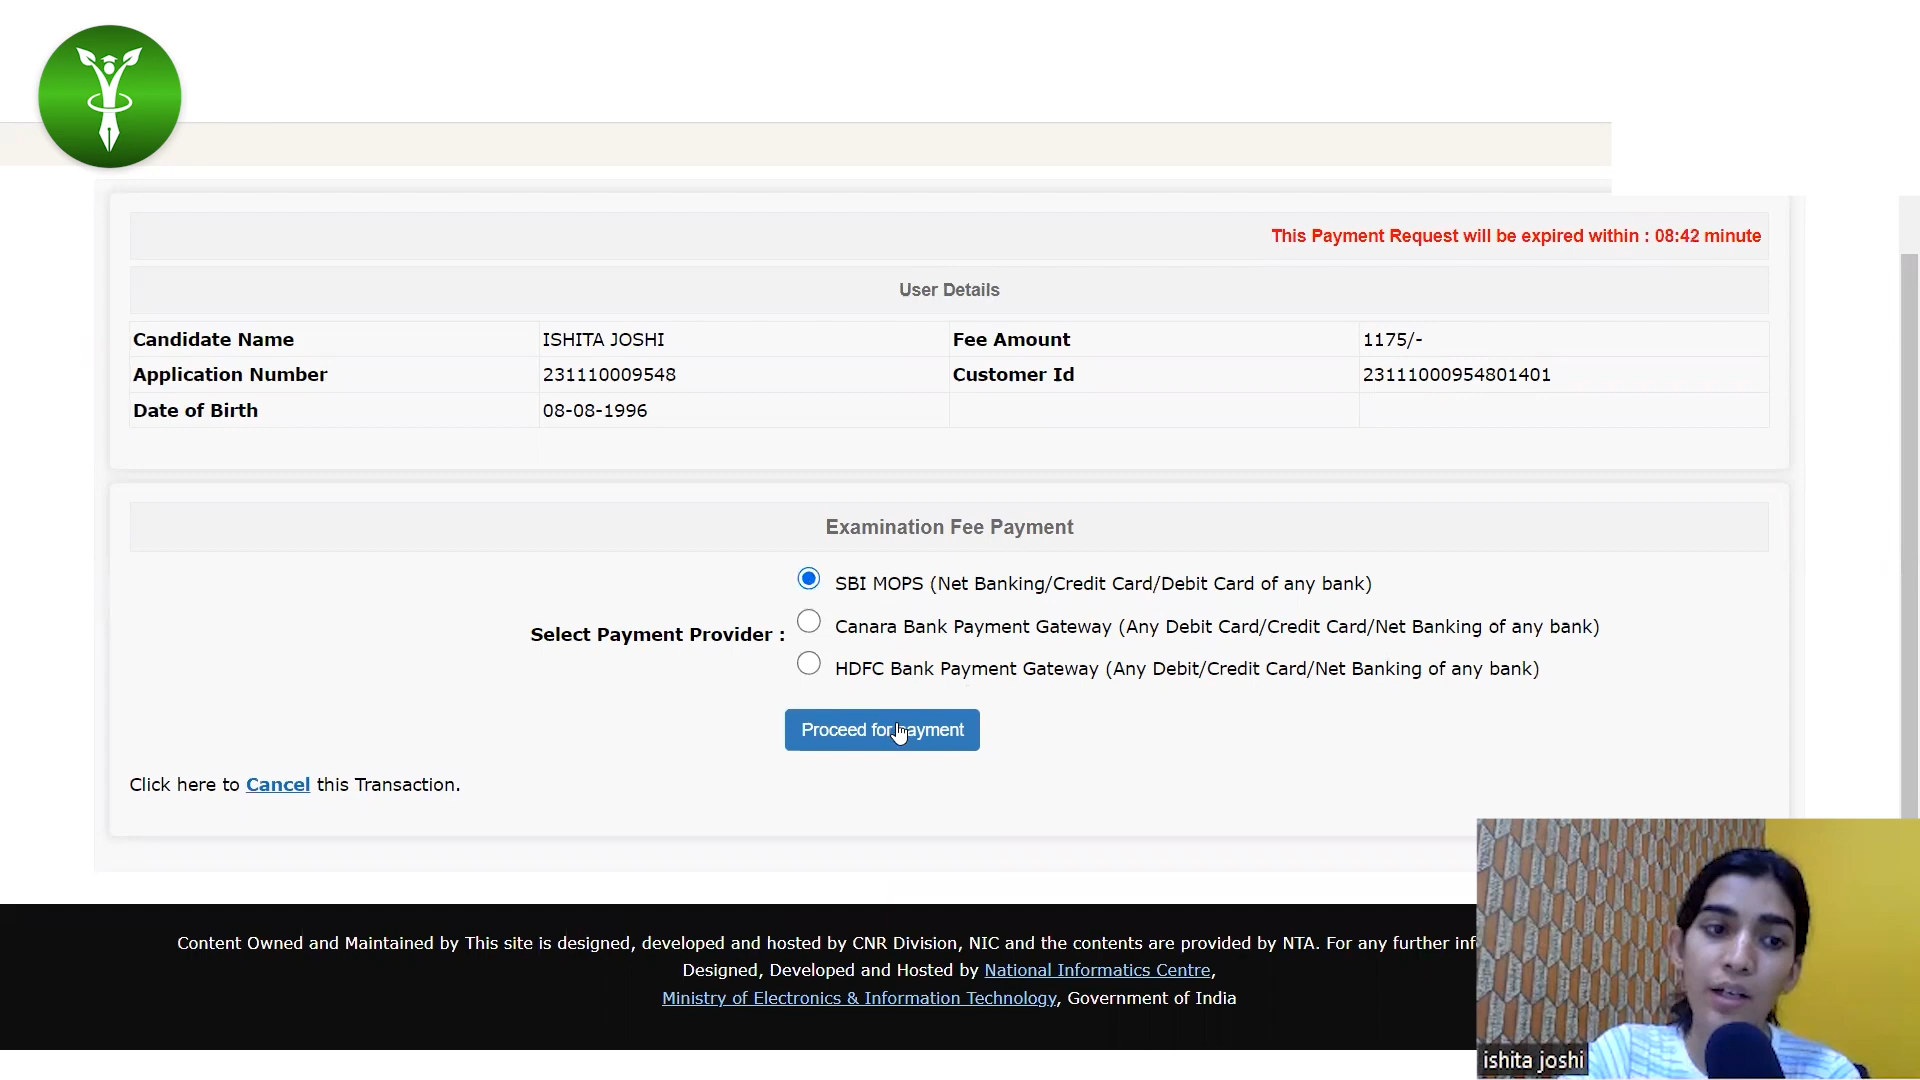 This Payment Request will be expired within : 08:42 minute
User Details
Candidate Name ISHITA JOSHI Fee Amount 1175/-
Application Number 231110009548 Customer Id 23111000954801401
Date of Birth 08-08-1996
Examination Fee Payment
SBI MOPS (Net Banking/Credit Card/Debit Card of any bank)
Select Payment Provider :
Canara Bank Payment Gateway (Any Debit Card/Credit Card/Net Banking of any bank)
HDFC Bank Payment Gateway (Any Debit/Credit Card/Net Banking of any bank)
Proceed for payment
Click here to Cancel this Transaction.
Content Owned and Maintained by This site is designed, developed and hosted by CNR Division, NIC and the contents are provided by NTA. For any further
Designed, Developed and Hosted by National Informatics Centre,
Ministry of Electronics & Information Technology, Government of India
ishita joshi